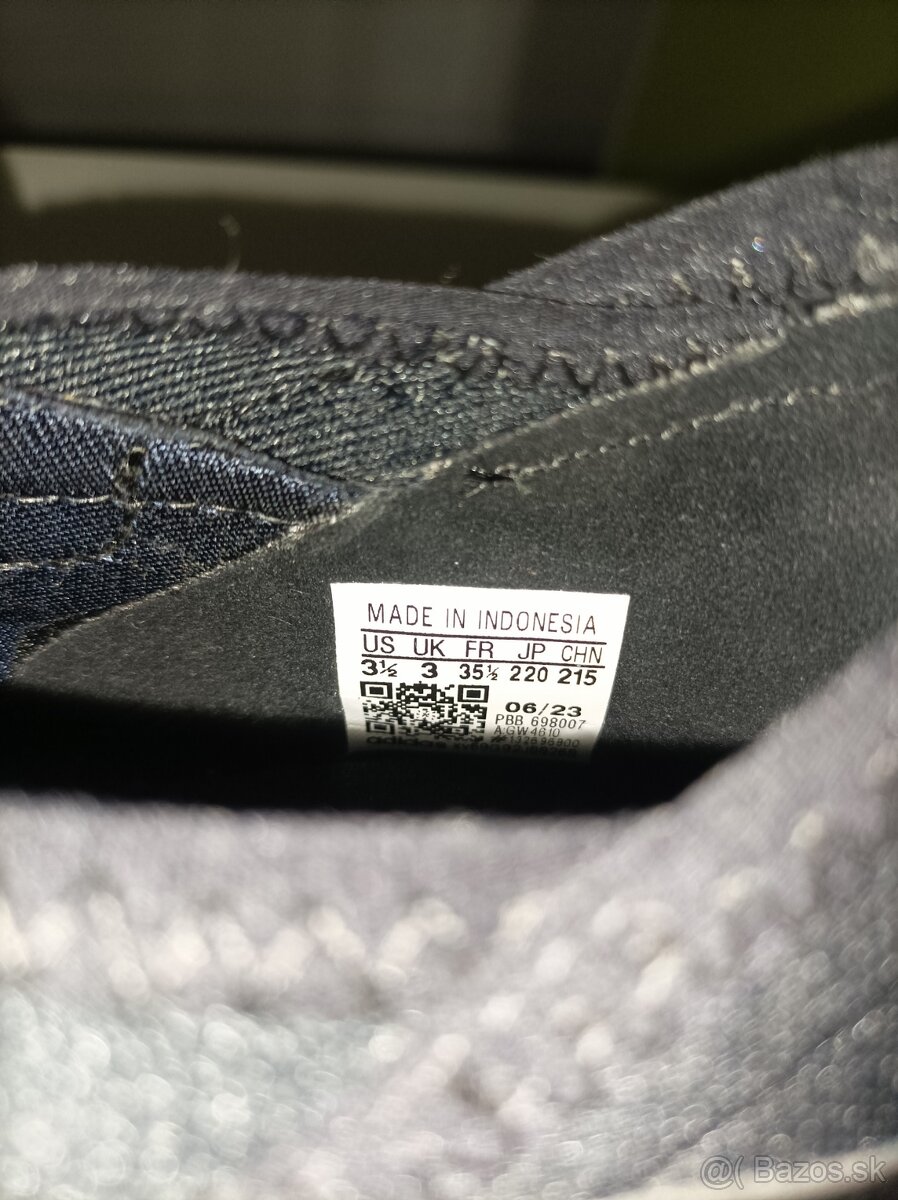 MADE IN INDONESIA
US UK FR JP CHN
3½ 3 35½ 220 215
06/23
PBB 698007
GW4610
adidas
@( Bazos.sk